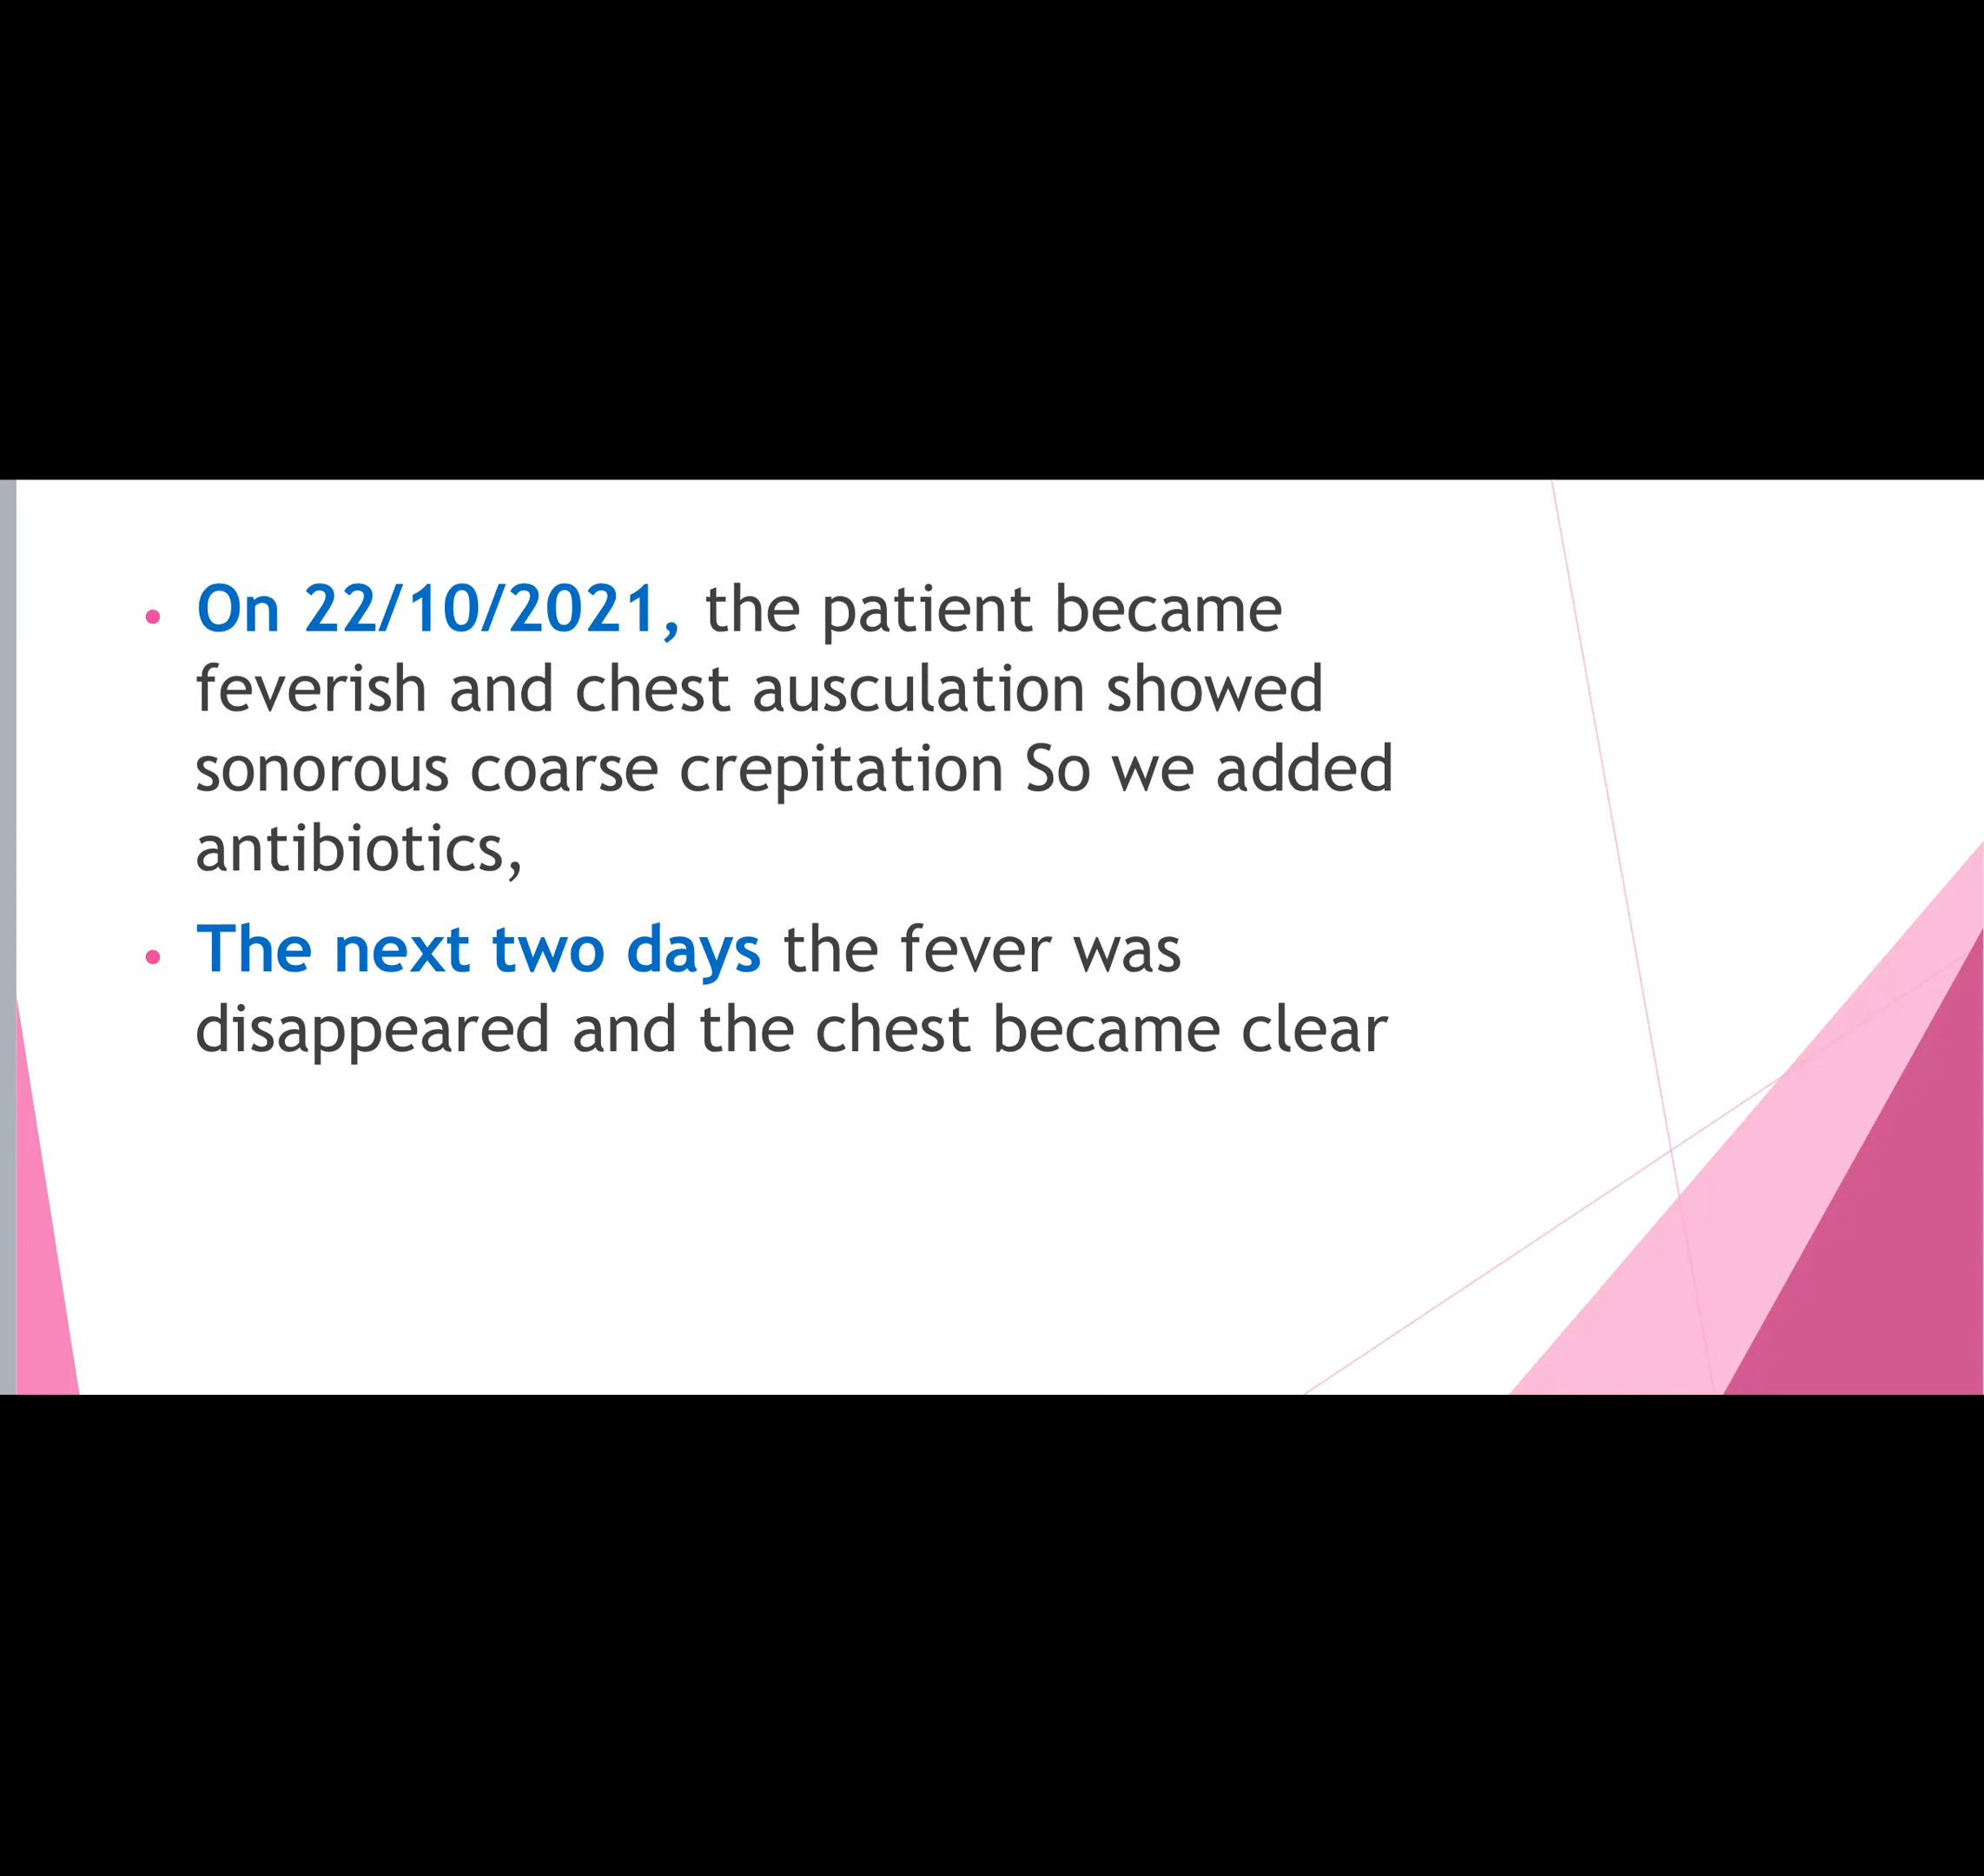 • On 22/10/2021, the patient became
feverish and chest ausculation showed
sonorous coarse crepitation So we added
antibiotics,
• The next two days the fever was
disappeared and the chest became clear